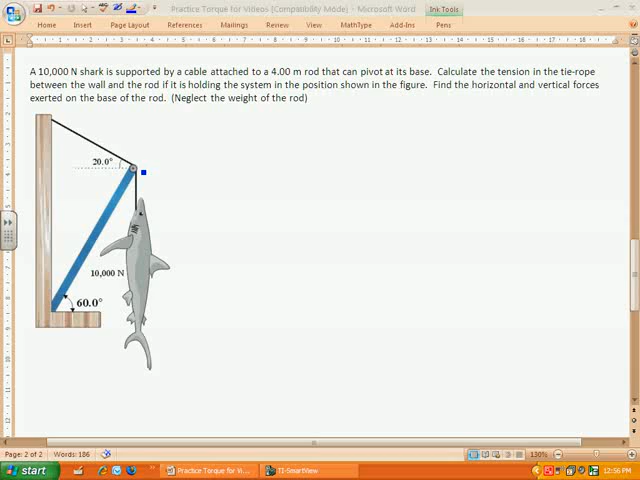 Practice Torque for Videos [Compatibility Mode] - Microsoft Word
Ink Tools
Home Insert Page Layout References Mailings Review View MathType Add-Ins Pens
A 10,000 N shark is supported by a cable attached to a 4.00 m rod that can pivot at its base. Calculate the tension in the tie-rope
between the wall and the rod if it is holding the system in the position shown in the figure. Find the horizontal and vertical forces
exerted on the base of the rod. (Neglect the weight of the rod)
20.0°
10,000 N
60.0°
Page: 2 of 2 Words: 186
130%
start
Practice Torque for Vi...
TI-SmartView
12:56 PM